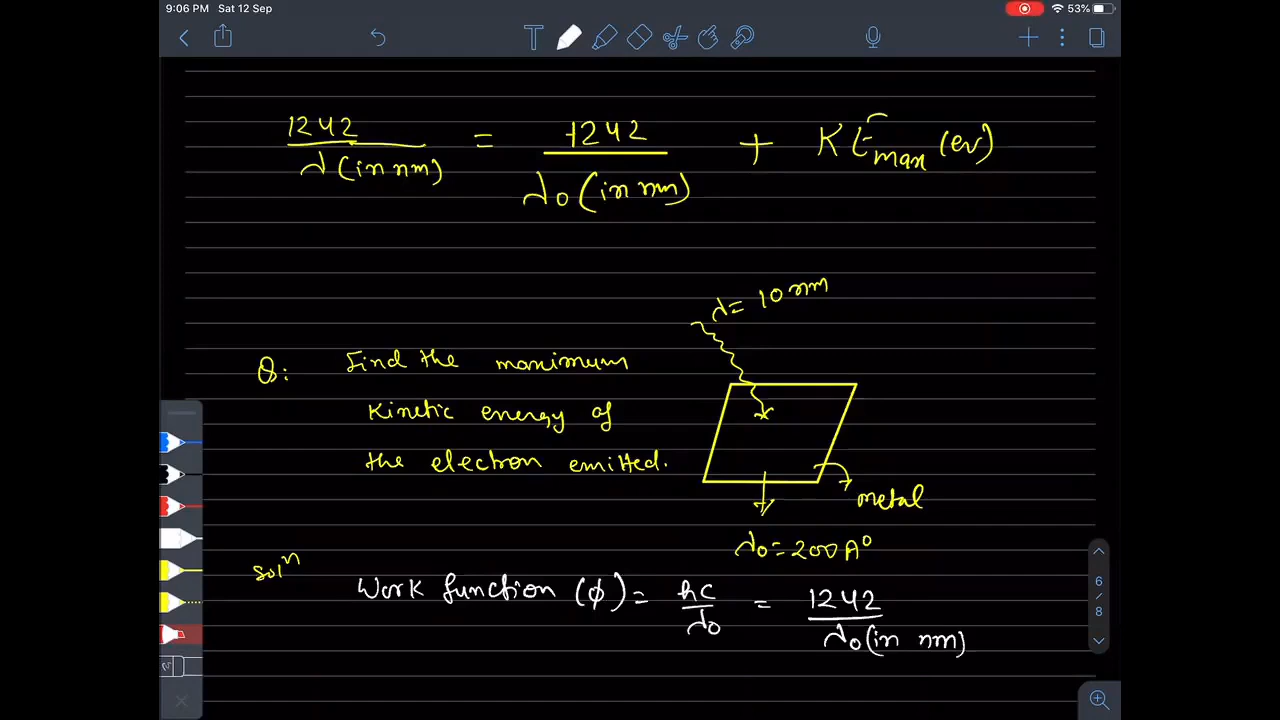 9:06 PM Sat 12 Sep
53%
T
1242 / λ (in nm) = 1242 / λ0 (in nm) + KEmax (ev)
λ= 10 nm
Q: Find the maximum
kinetic energy of
the electron emitted.
metal
λ0 = 200 A°
Solⁿ
Work function (ϕ) = hc / λ0 = 1242 / λ0 (in nm)
6 / 8